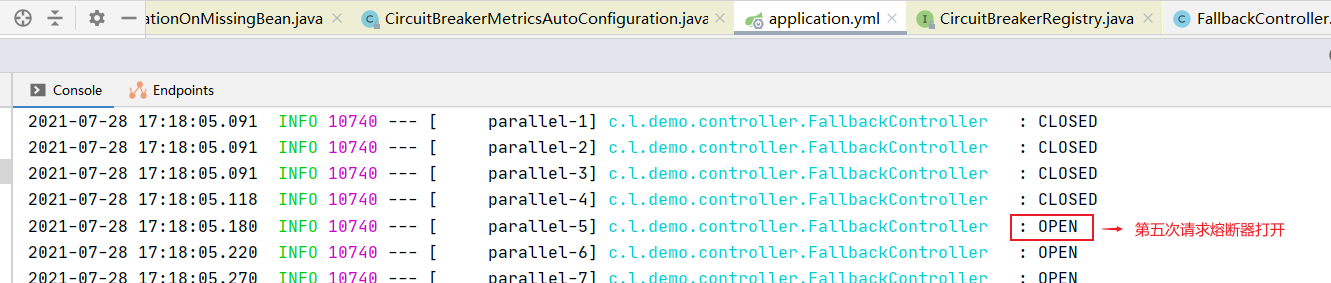 ationOnMissingBean.java CircuitBreakerMetricsAutoConfiguration.java application.yml CircuitBreakerRegistry.java FallbackController.
Console Endpoints
2021-07-28 17:18:05.091 INFO 10740 --- [ parallel-1] c.l.demo.controller.FallbackController : CLOSED
2021-07-28 17:18:05.091 INFO 10740 --- [ parallel-2] c.l.demo.controller.FallbackController : CLOSED
2021-07-28 17:18:05.091 INFO 10740 --- [ parallel-3] c.l.demo.controller.FallbackController : CLOSED
2021-07-28 17:18:05.118 INFO 10740 --- [ parallel-4] c.l.demo.controller.FallbackController : CLOSED
2021-07-28 17:18:05.180 INFO 10740 --- [ parallel-5] c.l.demo.controller.FallbackController : OPEN 第五次请求熔断器打开
2021-07-28 17:18:05.220 INFO 10740 --- [ parallel-6] c.l.demo.controller.FallbackController : OPEN
2021-07-28 17:18:05.270 INFO 10740 --- [ parallel-7] c.l.demo.controller.FallbackController : OPEN